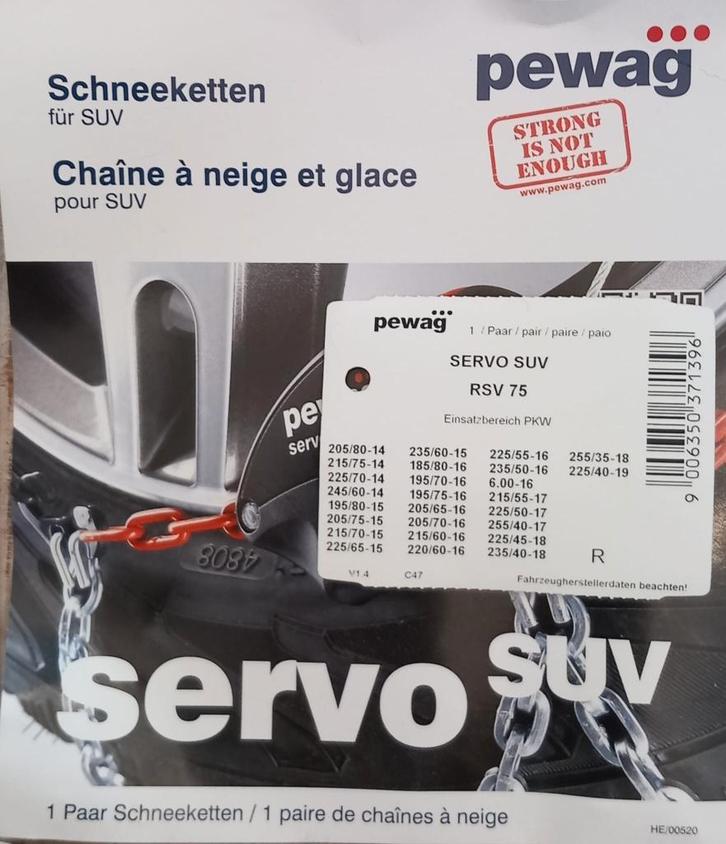 pewag
Schneeketten
für SUV
STRONG
IS NOT
ENOUGH
www.pewag.com
Chaîne à neige et glace
pour SUV
pewag 1 / Paar / pair / paire / paio
SERVO SUV
RSV 75
Einsatzbereich PKW
205/80-14 235/60-15 225/55-16 255/35-18
215/75-14 185/80-16 235/50-16 225/40-19
225/70-14 195/70-16 6.00-16
245/60-14 195/75-16 215/55-17
195/80-15 205/65-16 225/50-17
205/75-15 205/70-16 255/40-17
215/70-15 215/60-16 225/45-18
225/65-15 220/60-16 235/40-18 R
V1.4 C47 Fahrzeugherstellerdaten beachten!
9 006350 371396
pe
serv
4808
servo SUV
1 Paar Schneeketten / 1 paire de chaînes à neige
HE/00520